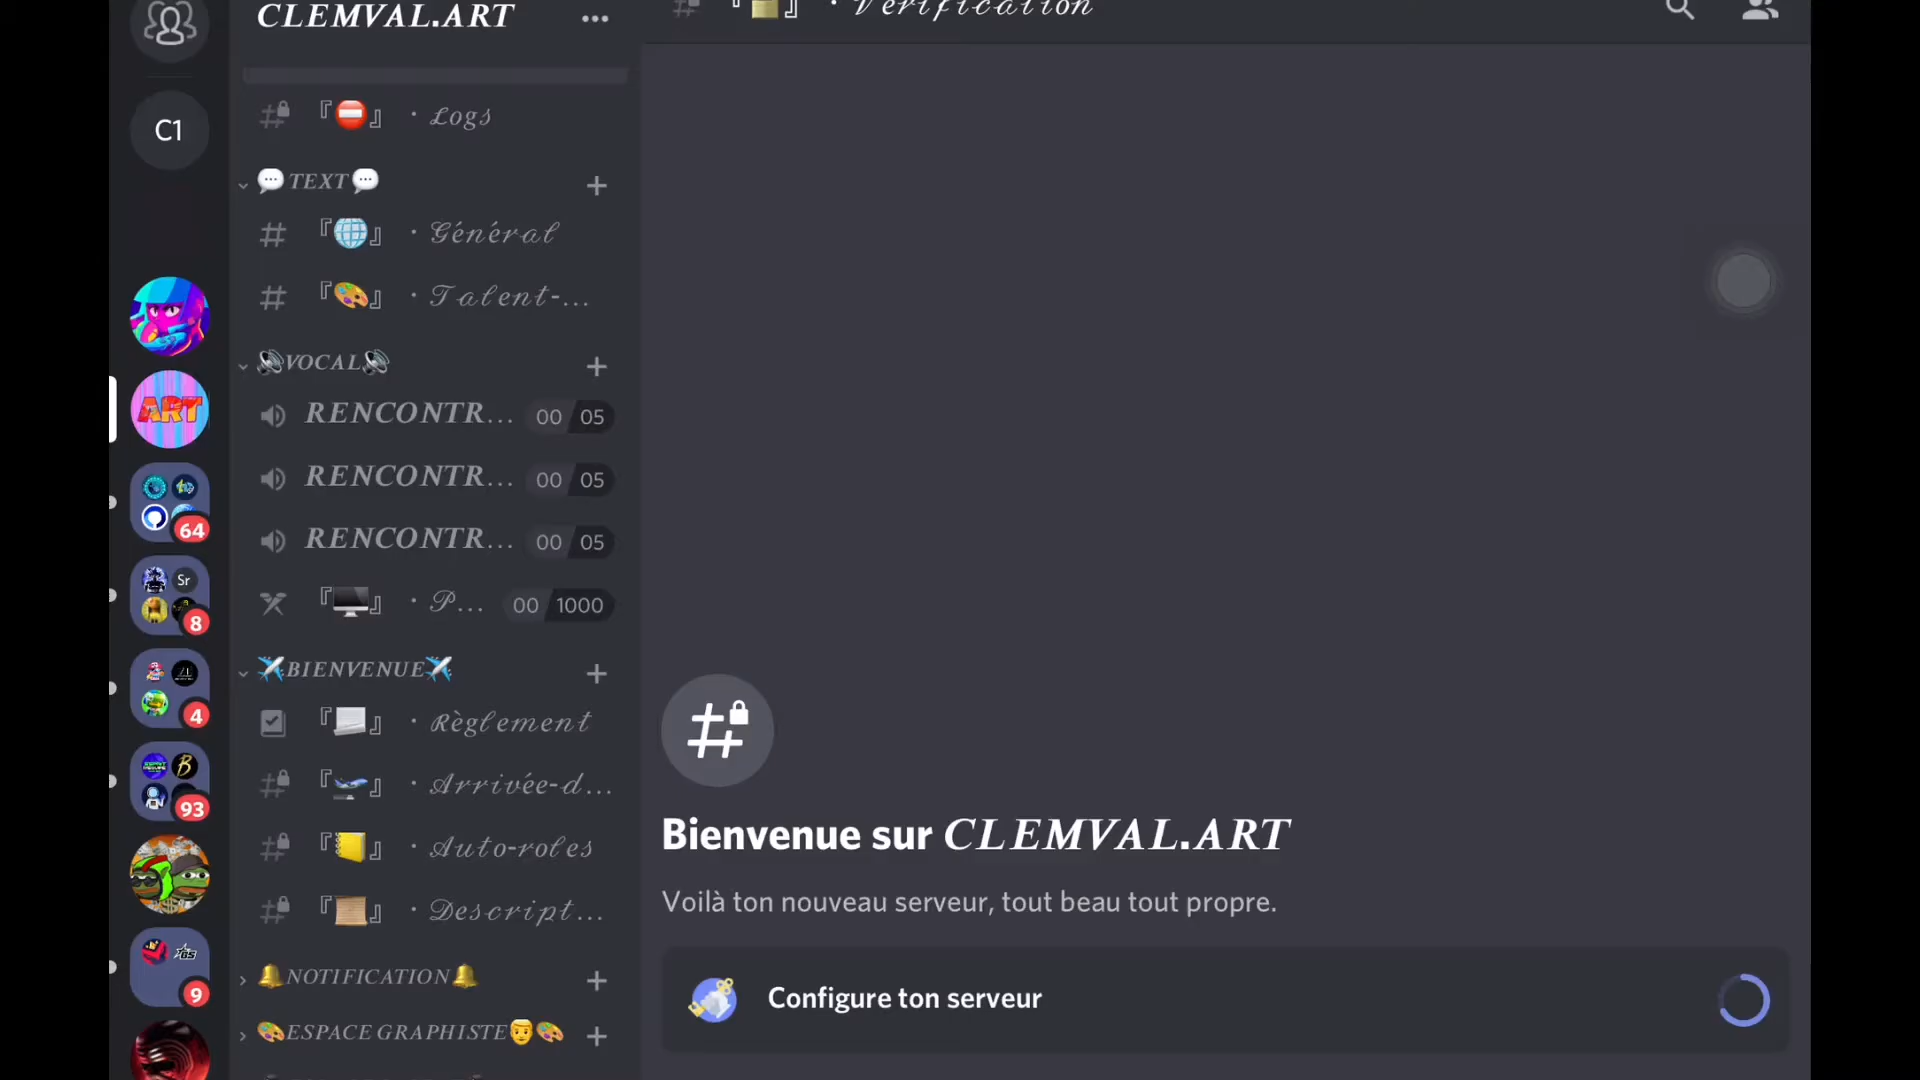 CLEMVAL.ART
『⛔』・Logs
💬TEXT💬
『🌐』・Général
『🎨』・Talent-...
🔊VOCAL🔊
RENCONTR... 00 05
RENCONTR... 00 05
RENCONTR... 00 05
『🖥️』・P... 00 1000
✈️BIENVENUE✈️
『📃』・Règlement
『🛫』・Arrivée-d...
『📒』・Auto-roles
『📜』・Descript...
🔔NOTIFICATION🔔
🎨ESPACE GRAPHISTE👨🎨
C1
ART
64
Sr
8
4
B
93
9
・Vérification
Bienvenue sur CLEMVAL.ART
Voilà ton nouveau serveur, tout beau tout propre.
Configure ton serveur